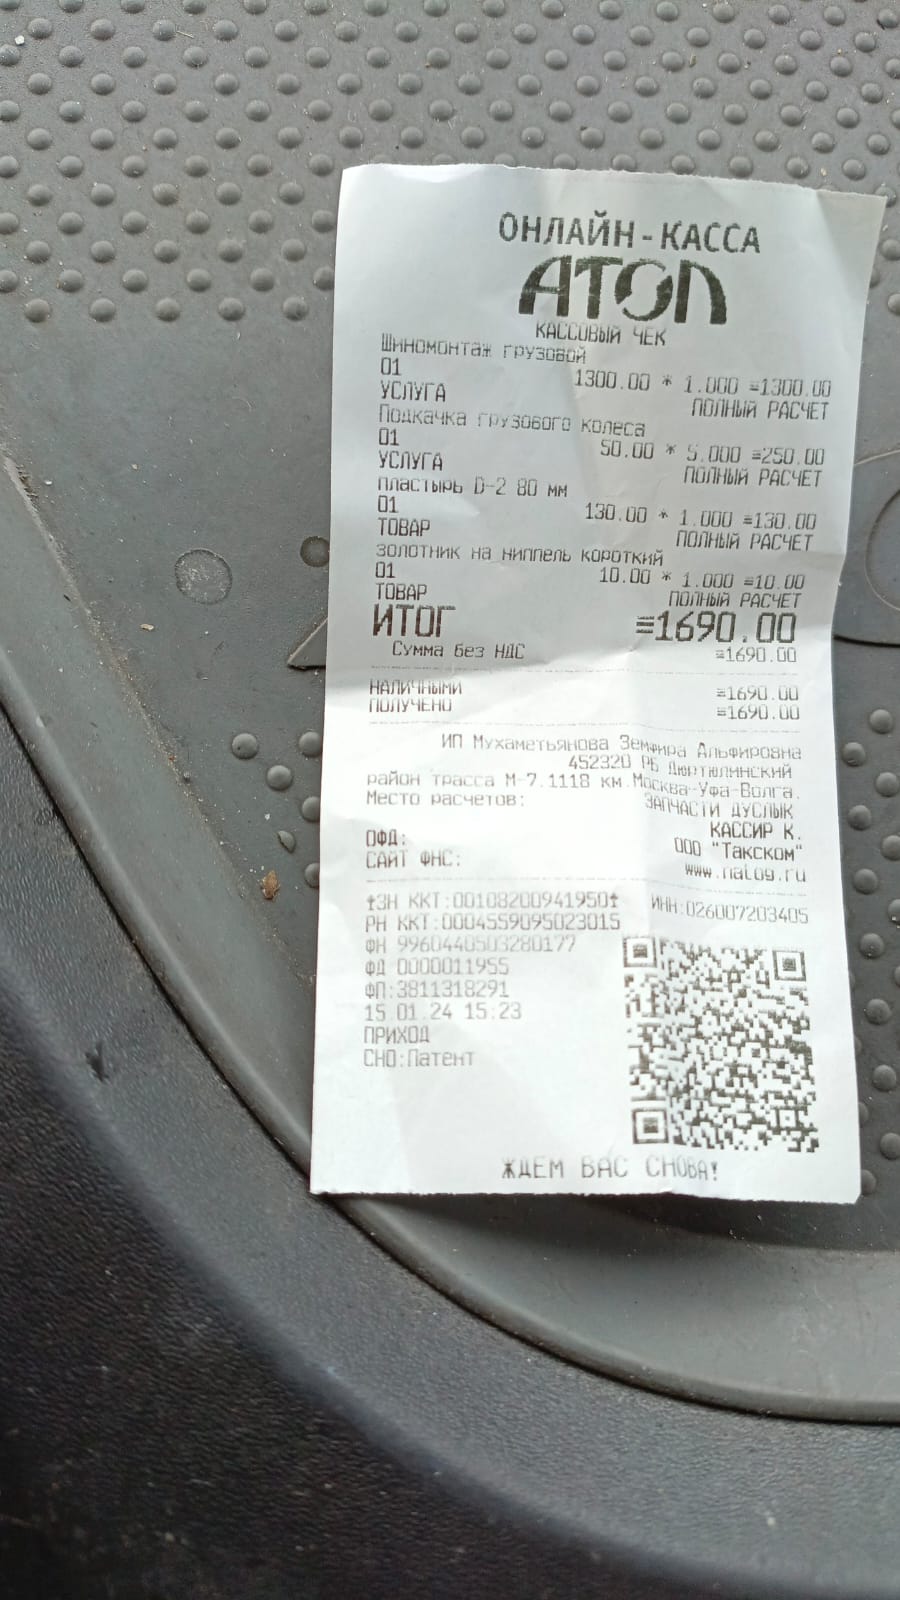 ОНЛАЙН-КАССА
АТОЛ
КАССОВЫЙ ЧЕК
Шиномонтаж грузовой
01 1300.00 * 1.000 =1300.00
УСЛУГА ПОЛНЫЙ РАСЧЕТ
Подкачка грузового колеса
01 50.00 * 5.000 =250.00
УСЛУГА ПОЛНЫЙ РАСЧЕТ
пластырь D-2 80 мм
01 130.00 * 1.000 =130.00
ТОВАР ПОЛНЫЙ РАСЧЕТ
золотник на ниппель короткий
01 10.00 * 1.000 =10.00
ТОВАР ПОЛНЫЙ РАСЧЕТ
ИТОГ =1690.00
Сумма без НДС =1690.00
НАЛИЧНЫМИ =1690.00
ПОЛУЧЕНО =1690.00
ИП Мухаметьянова Земфира Альфировна
452320 РБ Дюртюлинский
район трасса М-7.1118 км.Москва-Уфа-Волга.
Место расчетов: ЗАПЧАСТИ ДУСЛЫК
КАССИР К.
ОФД: ООО "Такском"
САЙТ ФНС: www.nalog.ru
ЗН ККТ:00108200941950 ИНН:026007203405
РН ККТ:0004559095023015
ФН 9960440503280177
ФД 0000011955
ФП:3811318291
15.01.24 15:23
ПРИХОД
СНО:Патент
ЖДЕМ ВАС СНОВА!